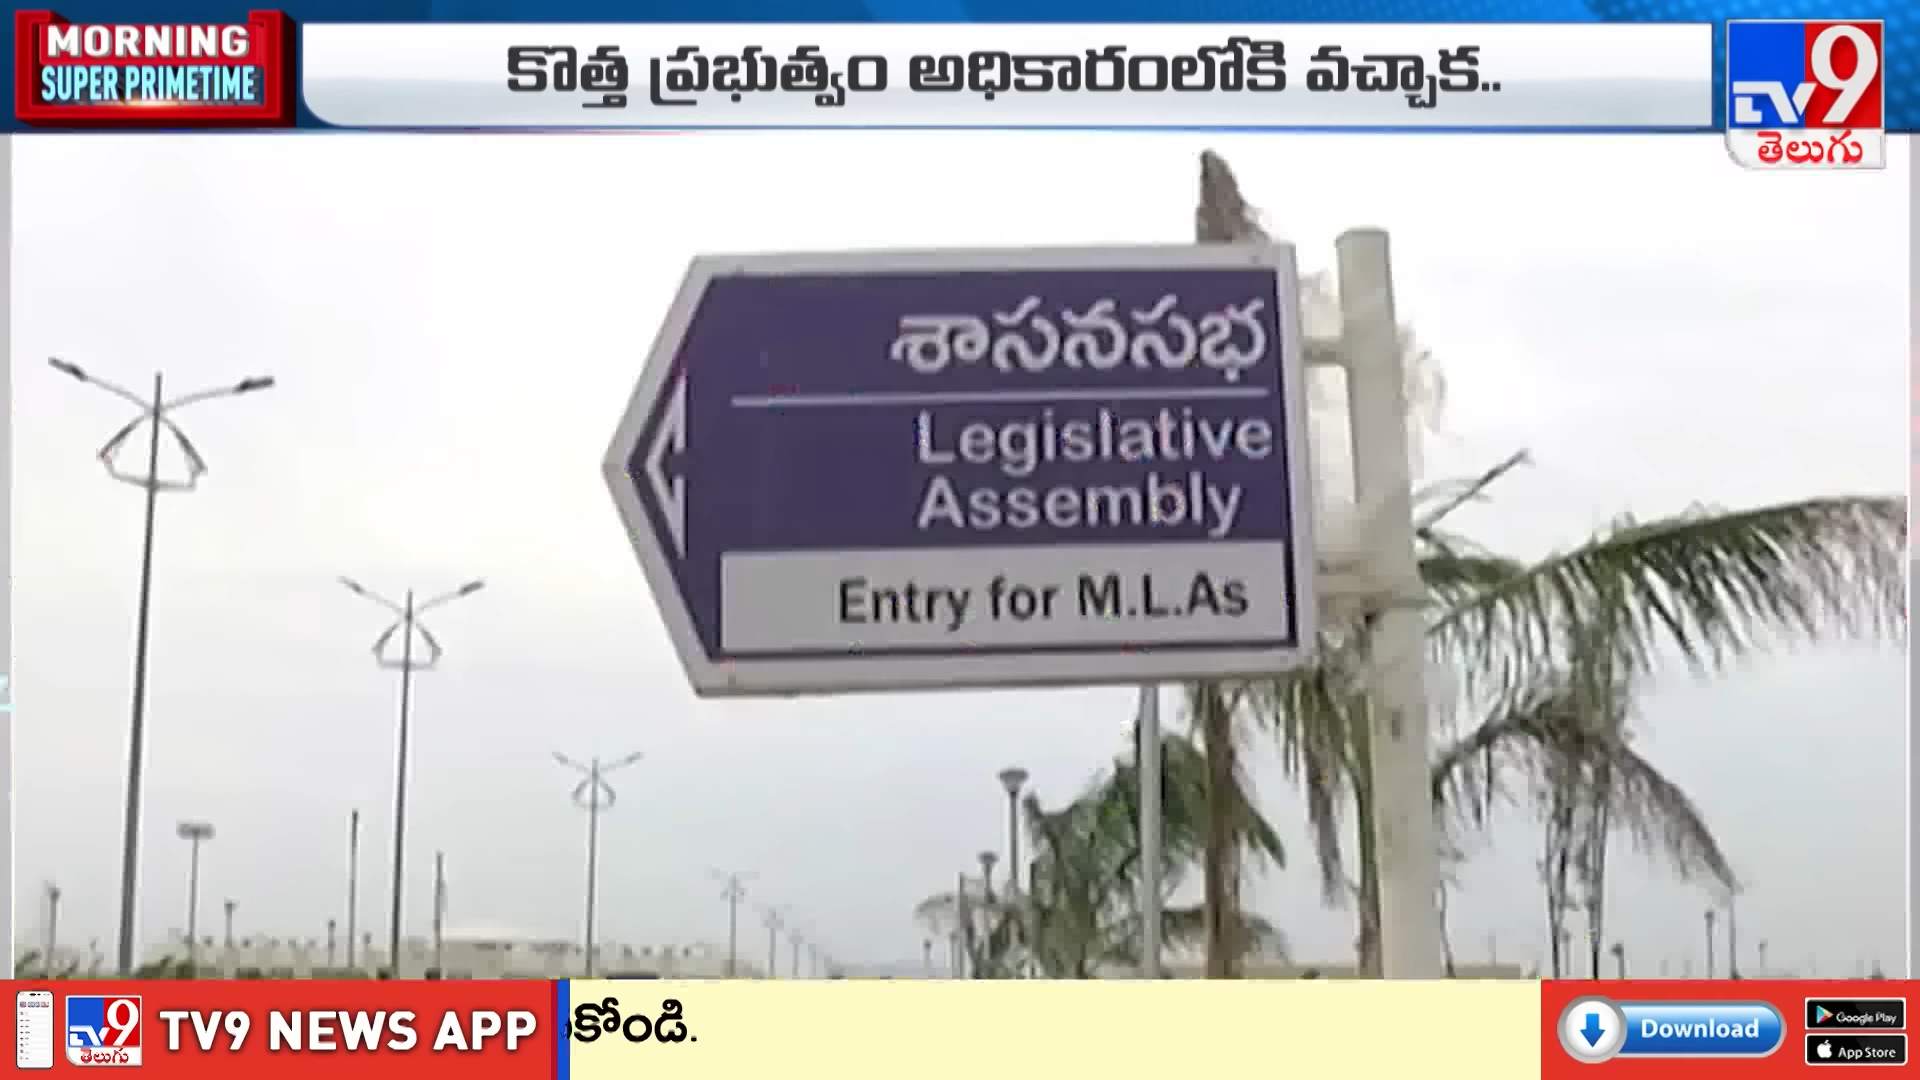 MORNING
SUPER PRIMETIME
కొత్త ప్రభుత్వం అధికారంలోకి వచ్చాక..
TV9
తెలుగు
శాసనసభ
Legislative
Assembly
Entry for M.L.As
TV9
తెలుగు
TV9 NEWS APP
Download
Google Play
App Store